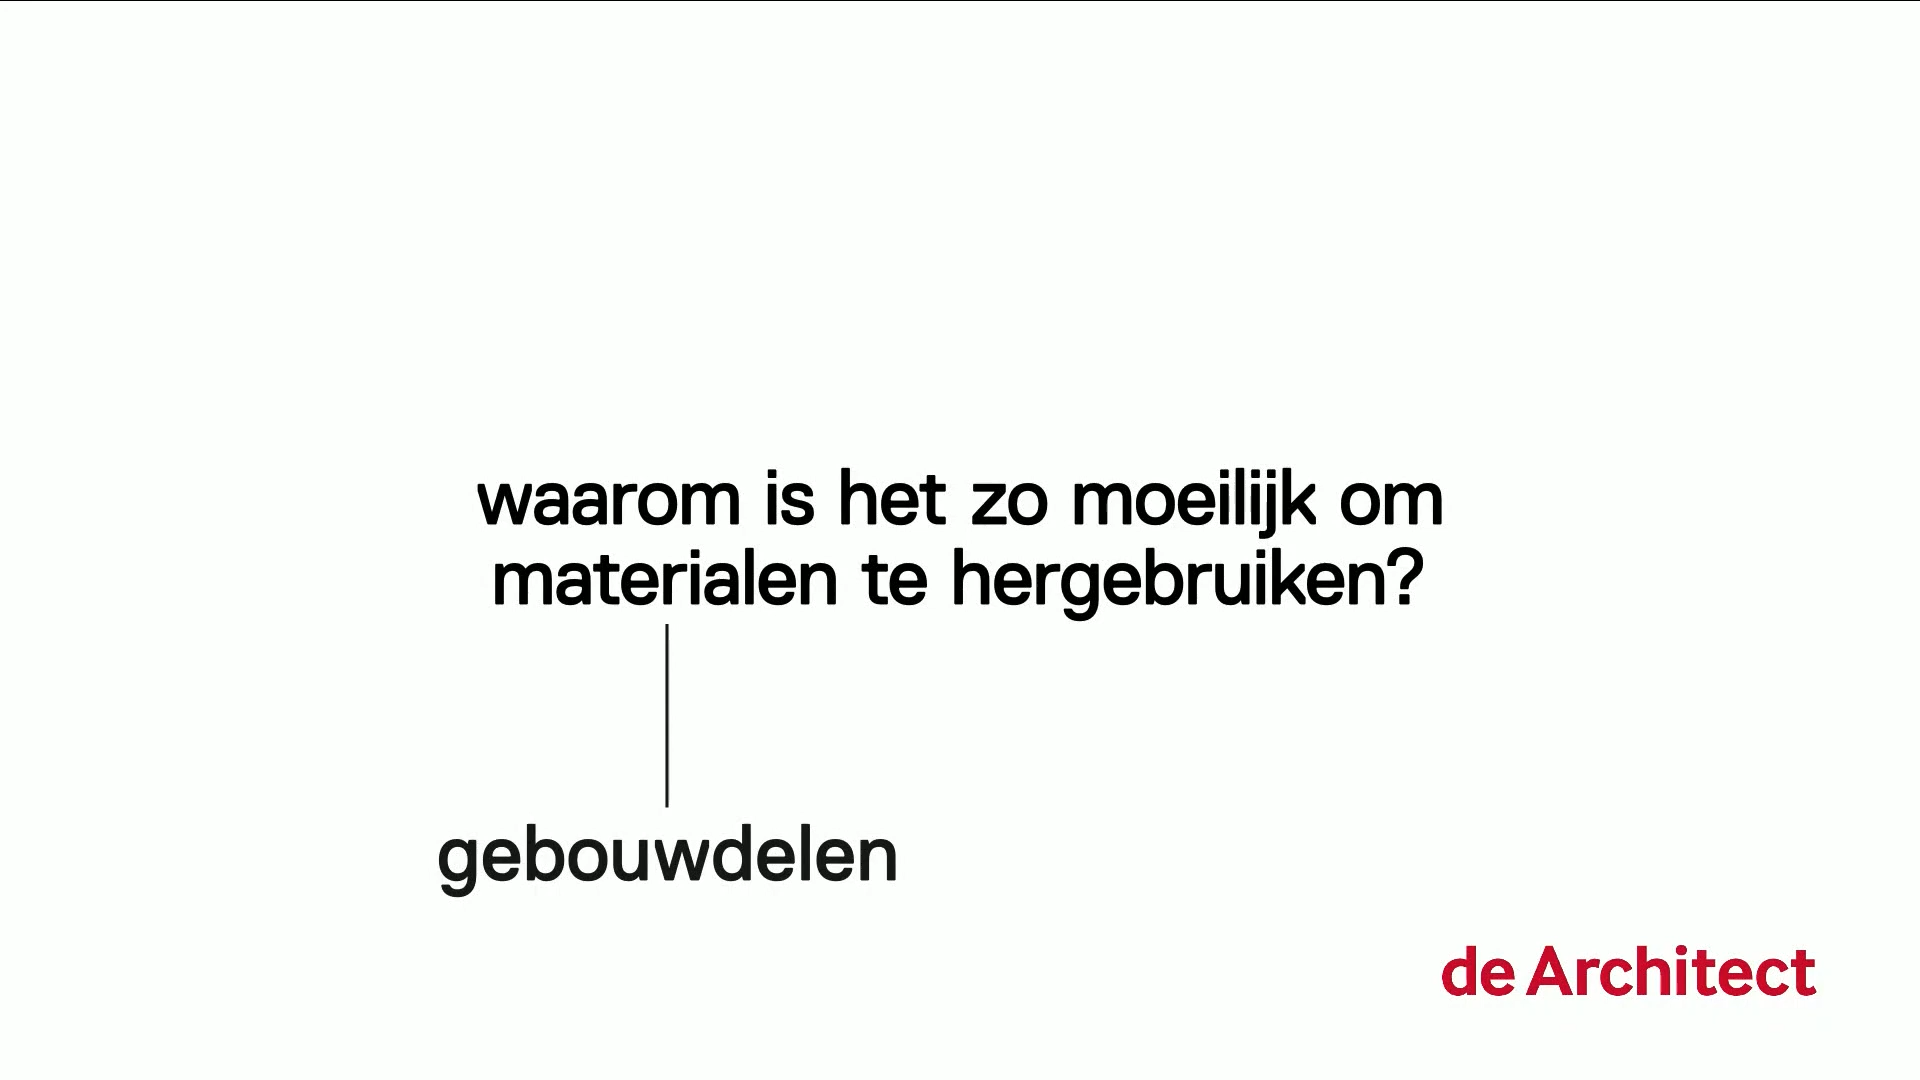 waarom is het zo moeilijk om
materialen te hergebruiken?
gebouwdelen
de Architect